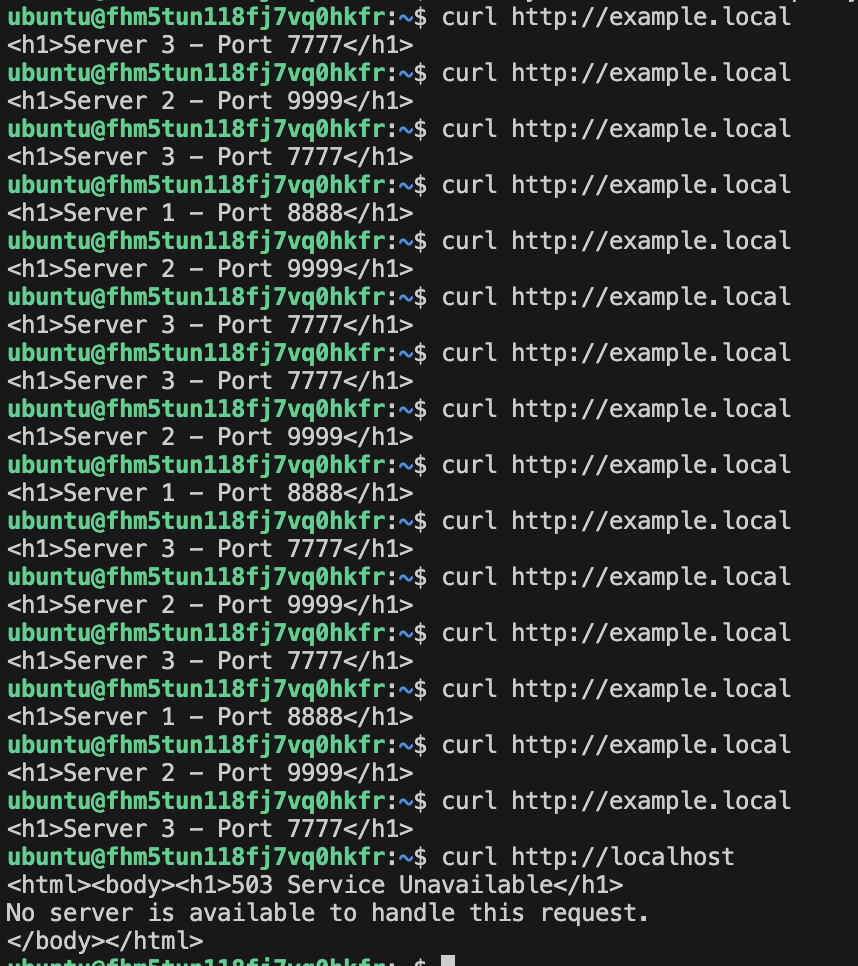 ubuntu@fhm5tun118fj7vq0hkfr:~$ curl http://example.local
<h1>Server 3 – Port 7777</h1>
ubuntu@fhm5tun118fj7vq0hkfr:~$ curl http://example.local
<h1>Server 2 – Port 9999</h1>
ubuntu@fhm5tun118fj7vq0hkfr:~$ curl http://example.local
<h1>Server 3 – Port 7777</h1>
ubuntu@fhm5tun118fj7vq0hkfr:~$ curl http://example.local
<h1>Server 1 – Port 8888</h1>
ubuntu@fhm5tun118fj7vq0hkfr:~$ curl http://example.local
<h1>Server 2 – Port 9999</h1>
ubuntu@fhm5tun118fj7vq0hkfr:~$ curl http://example.local
<h1>Server 3 – Port 7777</h1>
ubuntu@fhm5tun118fj7vq0hkfr:~$ curl http://example.local
<h1>Server 3 – Port 7777</h1>
ubuntu@fhm5tun118fj7vq0hkfr:~$ curl http://example.local
<h1>Server 2 – Port 9999</h1>
ubuntu@fhm5tun118fj7vq0hkfr:~$ curl http://example.local
<h1>Server 1 – Port 8888</h1>
ubuntu@fhm5tun118fj7vq0hkfr:~$ curl http://example.local
<h1>Server 3 – Port 7777</h1>
ubuntu@fhm5tun118fj7vq0hkfr:~$ curl http://example.local
<h1>Server 2 – Port 9999</h1>
ubuntu@fhm5tun118fj7vq0hkfr:~$ curl http://example.local
<h1>Server 3 – Port 7777</h1>
ubuntu@fhm5tun118fj7vq0hkfr:~$ curl http://example.local
<h1>Server 1 – Port 8888</h1>
ubuntu@fhm5tun118fj7vq0hkfr:~$ curl http://example.local
<h1>Server 2 – Port 9999</h1>
ubuntu@fhm5tun118fj7vq0hkfr:~$ curl http://example.local
<h1>Server 3 – Port 7777</h1>
ubuntu@fhm5tun118fj7vq0hkfr:~$ curl http://localhost
<html><body><h1>503 Service Unavailable</h1>
No server is available to handle this request.
</body></html>
ubuntu@fhm5tun118fj7vq0hkfr:~$